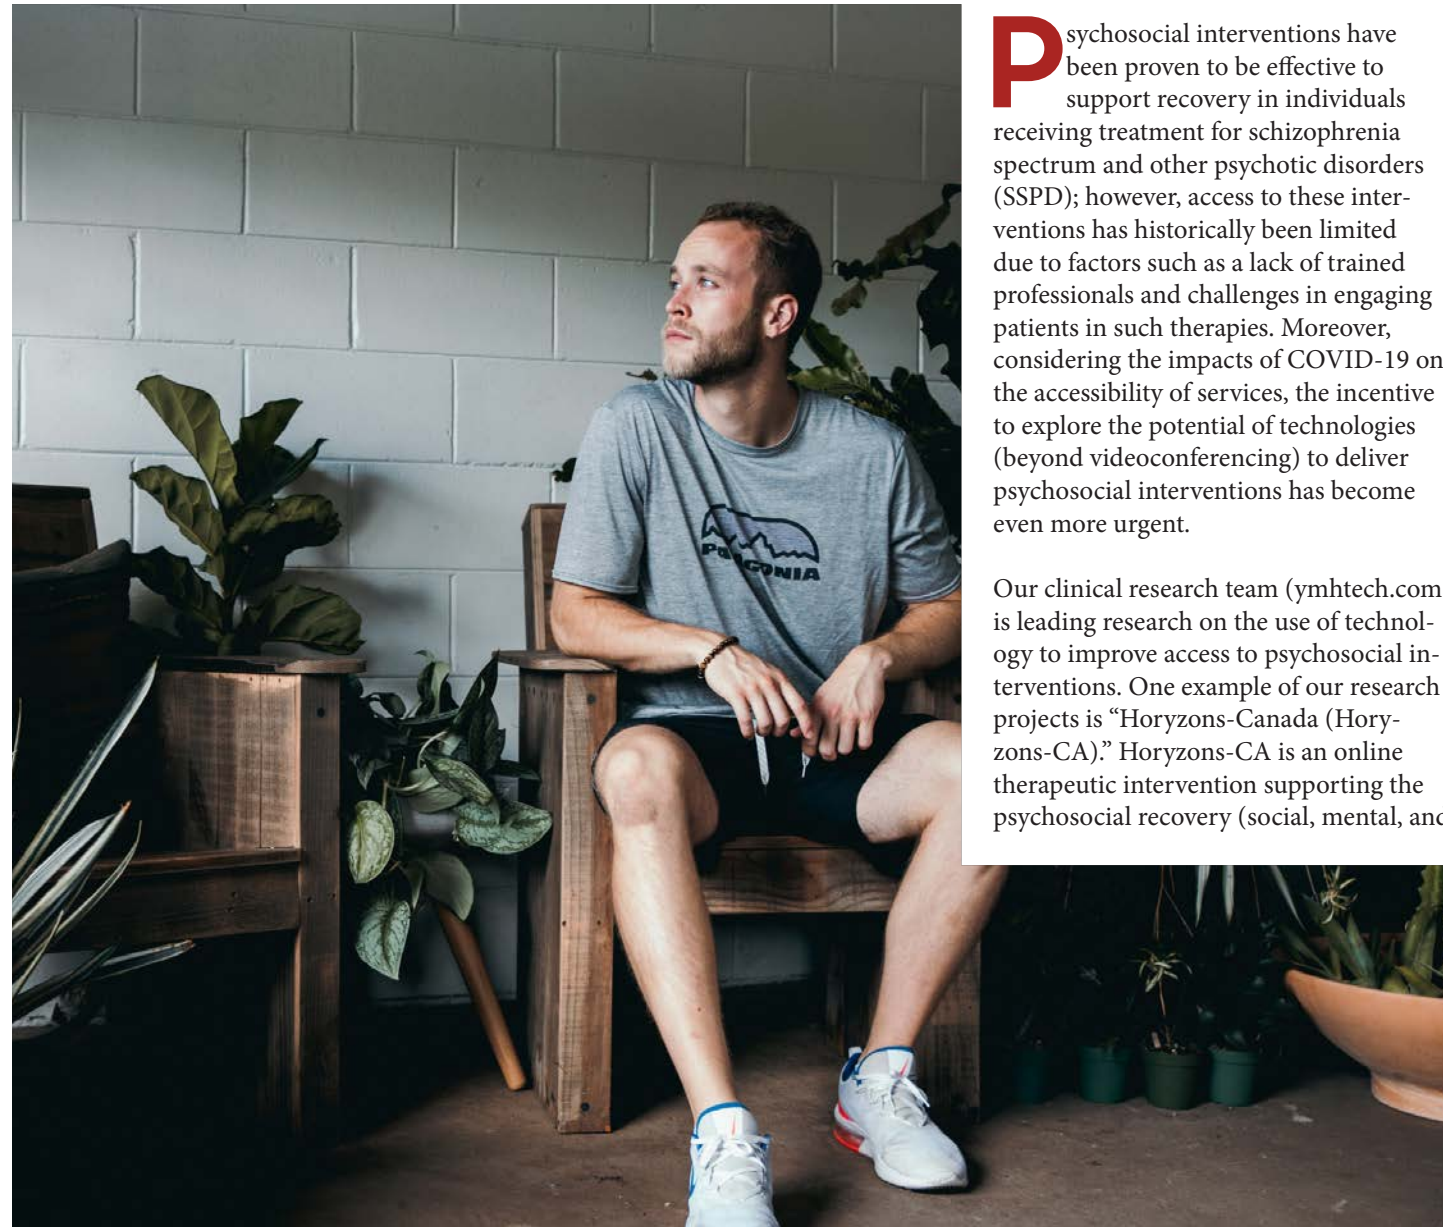 Psychosocial interventions have
been proven to be effective to
support recovery in individuals
receiving treatment for schizophrenia
spectrum and other psychotic disorders
(SSPD); however, access to these inter-
ventions has historically been limited
due to factors such as a lack of trained
professionals and challenges in engaging
patients in such therapies. Moreover,
considering the impacts of COVID-19 on
the accessibility of services, the incentive
to explore the potential of technologies
(beyond videoconferencing) to deliver
psychosocial interventions has become
even more urgent.
Our clinical research team (ymhtech.com
is leading research on the use of technol-
ogy to improve access to psychosocial in-
terventions. One example of our research
projects is “Horyzons-Canada (Hory-
zons-CA).” Horyzons-CA is an online
therapeutic intervention supporting the
psychosocial recovery (social, mental, and
PATAGONIA